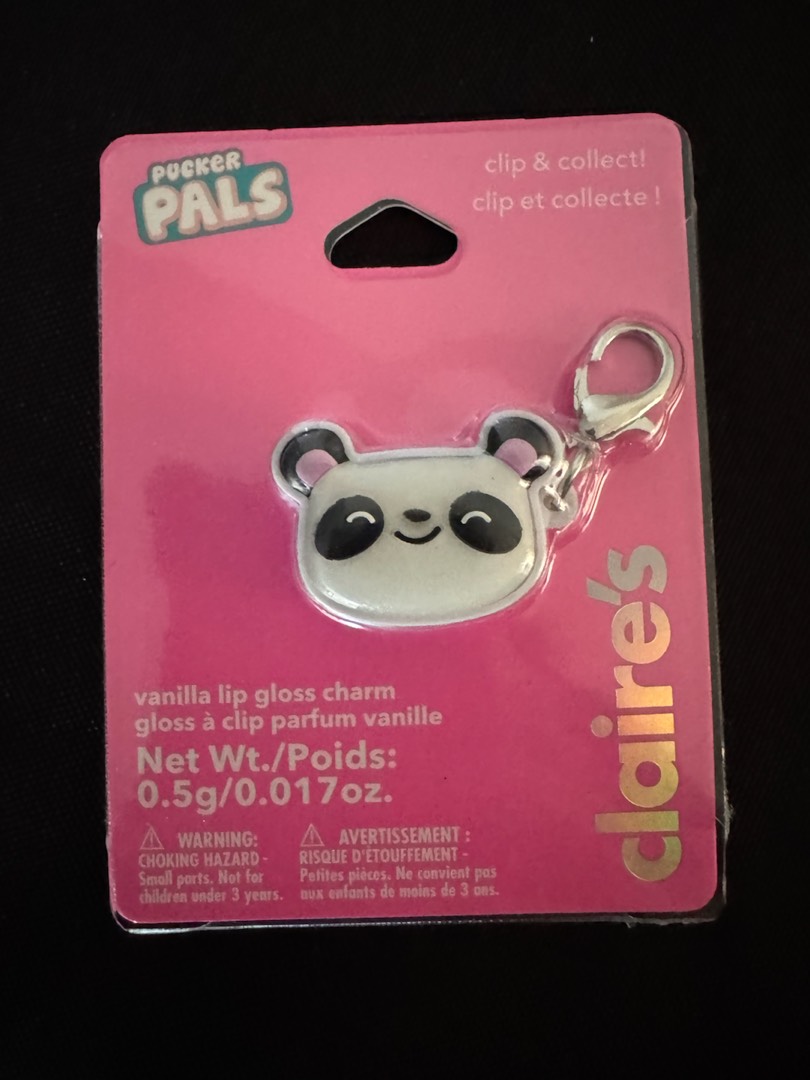 PUCKER
PALS
clip & collect!
clip et collecte !
claire's
vanilla lip gloss charm
gloss à clip parfum vanille
Net Wt./Poids:
0.5g/0.017oz.
WARNING:
CHOKING HAZARD -
Small parts. Not for
children under 3 years.
AVERTISSEMENT :
RISQUE D'ÉTOUFFEMENT -
Petites pièces. Ne convient pas
aux enfants de moins de 3 ans.